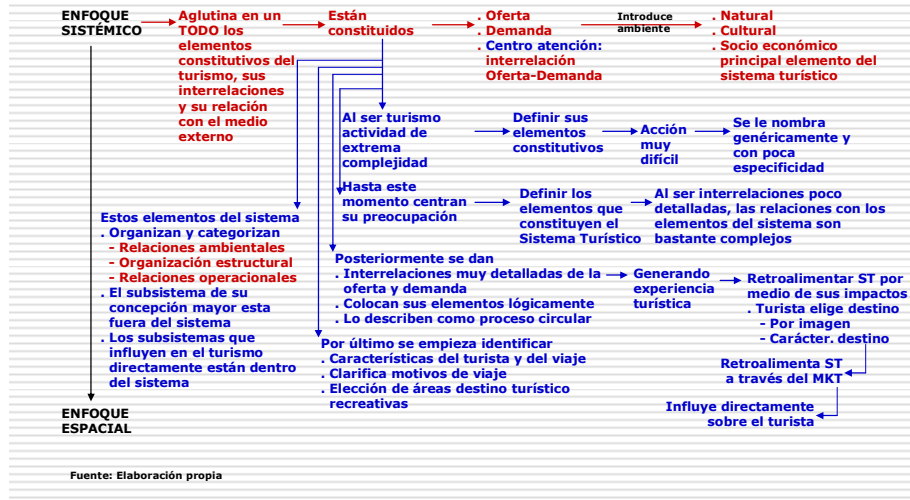 ENFOQUE
SISTÉMICO
Aglutina en un
TODO los
elementos
constitutivos del
turismo, sus
interrelaciones
y su relación
con el medio
externo
Están
constituidos
. Oferta
. Demanda
. Centro atención:
interrelación
Oferta-Demanda
Introduce
ambiente
. Natural
. Cultural
. Socio económico
principal elemento del
sistema turístico
Al ser turismo
actividad de
extrema
complejidad
Definir sus
elementos
constitutivos
Acción
muy
difícil
Se le nombra
genéricamente y
con poca
especificidad
Hasta este
momento centran
su preocupación
Definir los
elementos que
constituyen el
Sistema Turístico
Al ser interrelaciones poco
detalladas, las relaciones con los
elementos del sistema son
bastante complejos
Estos elementos del sistema
. Organizan y categorizan
- Relaciones ambientales
- Organización estructural
- Relaciones operacionales
. El subsistema de su
concepción mayor esta
fuera del sistema
. Los subsistemas que
influyen en el turismo
directamente están dentro
del sistema
Posteriormente se dan
. Interrelaciones muy detalladas de la
oferta y demanda
. Colocan sus elementos lógicamente
. Lo describen como proceso circular
Generando
experiencia
turística
Retroalimentar ST por
medio de sus impactos
. Turista elige destino
- Por imagen
- Carácter. destino
Por último se empieza identificar
. Características del turista y del viaje
. Clarifica motivos de viaje
. Elección de áreas destino turístico
recreativas
Retroalimenta ST
a través del MKT
Influye directamente
sobre el turista
ENFOQUE
ESPACIAL
Fuente: Elaboración propia